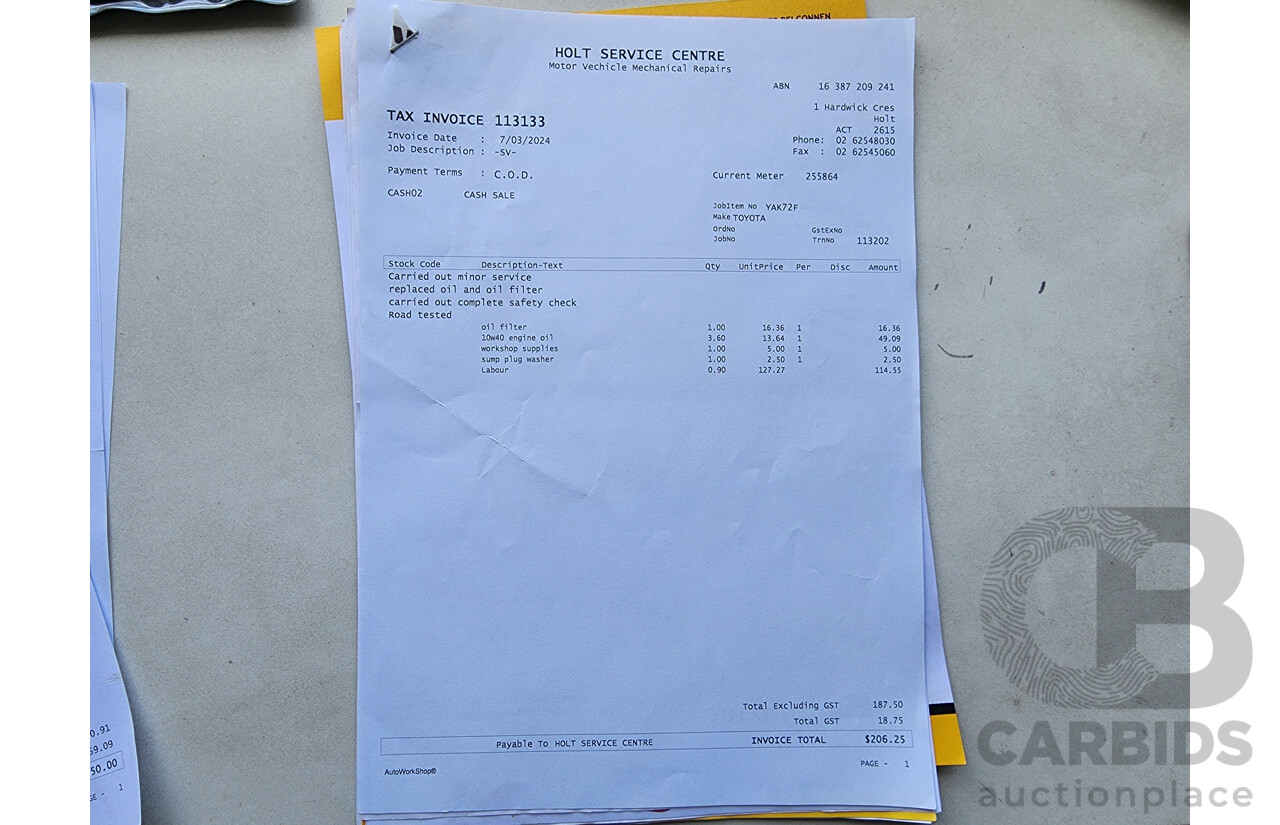 BELCONNEN
HOLT SERVICE CENTRE
Motor Vechicle Mechanical Repairs
ABN 16 387 209 241
1 Hardwick Cres
Holt
ACT 2615
Phone: 02 62548030
Fax : 02 62545060
TAX INVOICE 113133
Invoice Date : 7/03/2024
Job Description : -SV-
Payment Terms : C.O.D.
Current Meter 255864
CASH02 CASH SALE
JobItem No YAK72F
Make TOYOTA
OrdNo GstExNo
JobNo TrnNo 113202
Stock Code Description-Text Qty UnitPrice Per Disc Amount
Carried out minor service
replaced oil and oil filter
carried out complete safety check
Road tested
oil filter 1.00 16.36 1 16.36
10w40 engine oil 3.60 13.64 1 49.09
workshop supplies 1.00 5.00 1 5.00
sump plug washer 1.00 2.50 1 2.50
Labour 0.90 127.27 114.55
Total Excluding GST 187.50
Total GST 18.75
Payable To HOLT SERVICE CENTRE INVOICE TOTAL $206.25
AutoWorkShop®
PAGE - 1
0.91
59.09
50.00
GE - 1
CB
CARBIDS
auctionplace